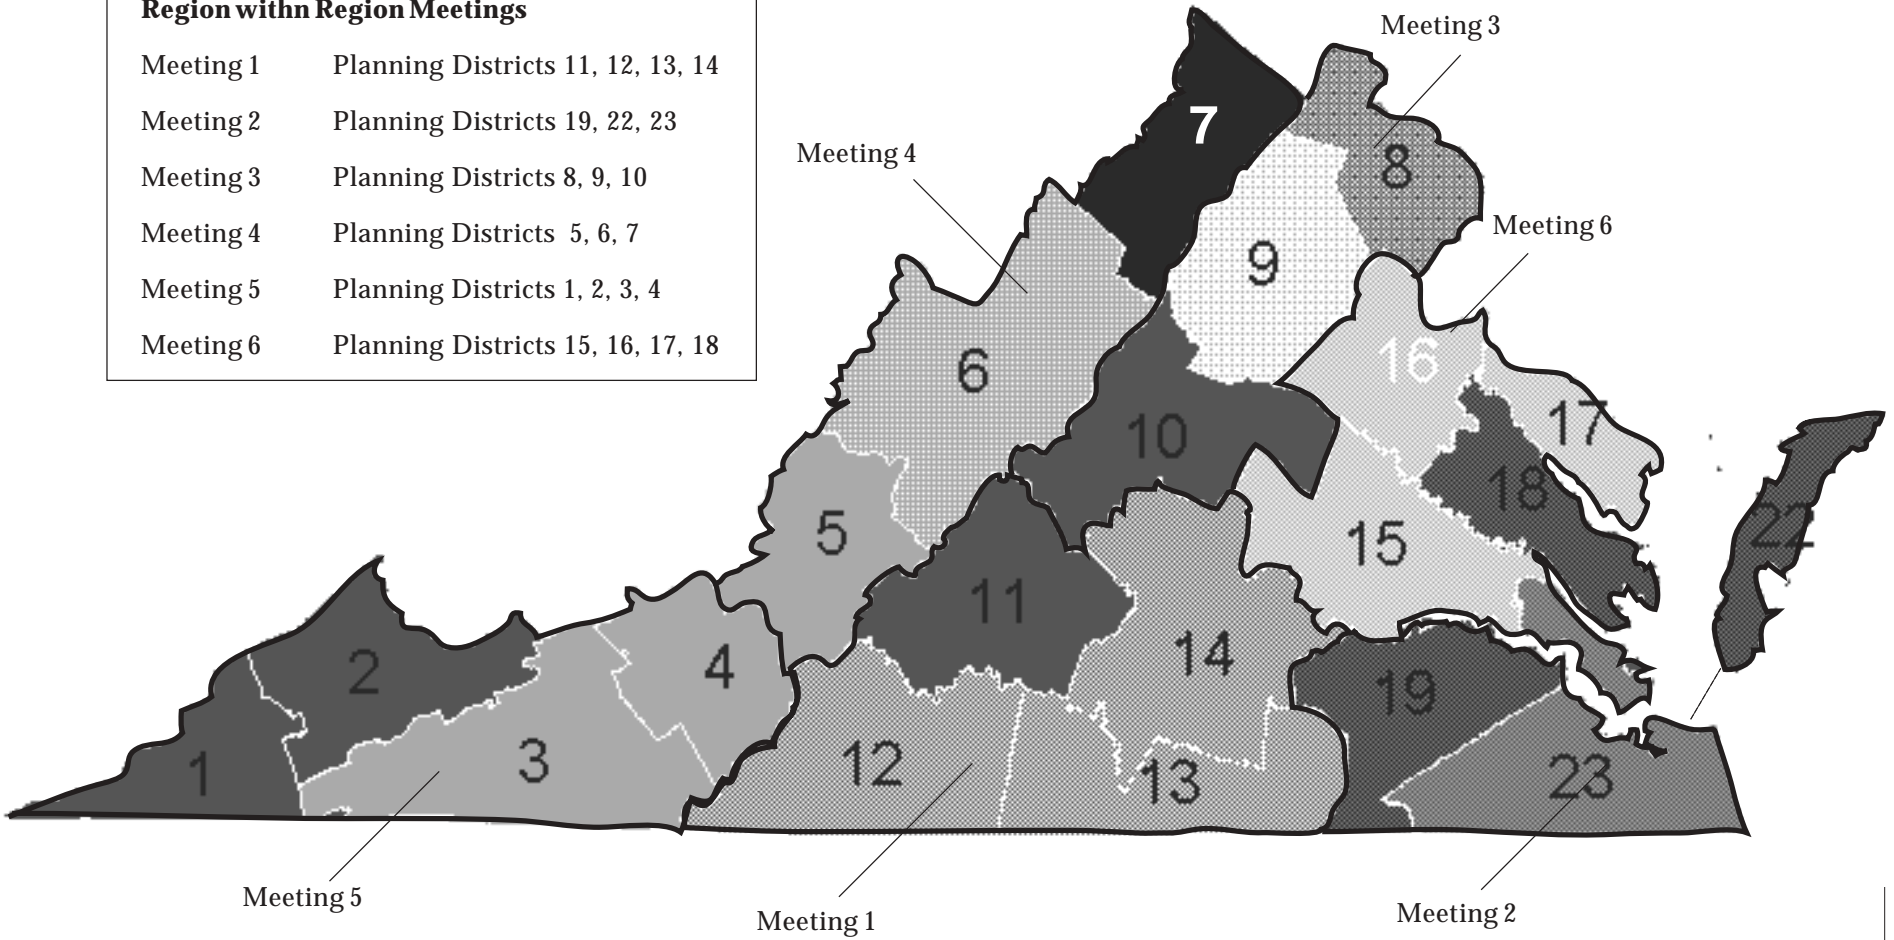 Region withn Region Meetings
Meeting 1 Planning Districts 11, 12, 13, 14
Meeting 2 Planning Districts 19, 22, 23
Meeting 3 Planning Districts 8, 9, 10
Meeting 4 Planning Districts 5, 6, 7
Meeting 5 Planning Districts 1, 2, 3, 4
Meeting 6 Planning Districts 15, 16, 17, 18
Meeting 3
7
Meeting 4
8
Meeting 6
9
6
16
10
17
18
5
15
22
11
14
2
4
19
1
3
12
13
23
Meeting 5
Meeting 1
Meeting 2